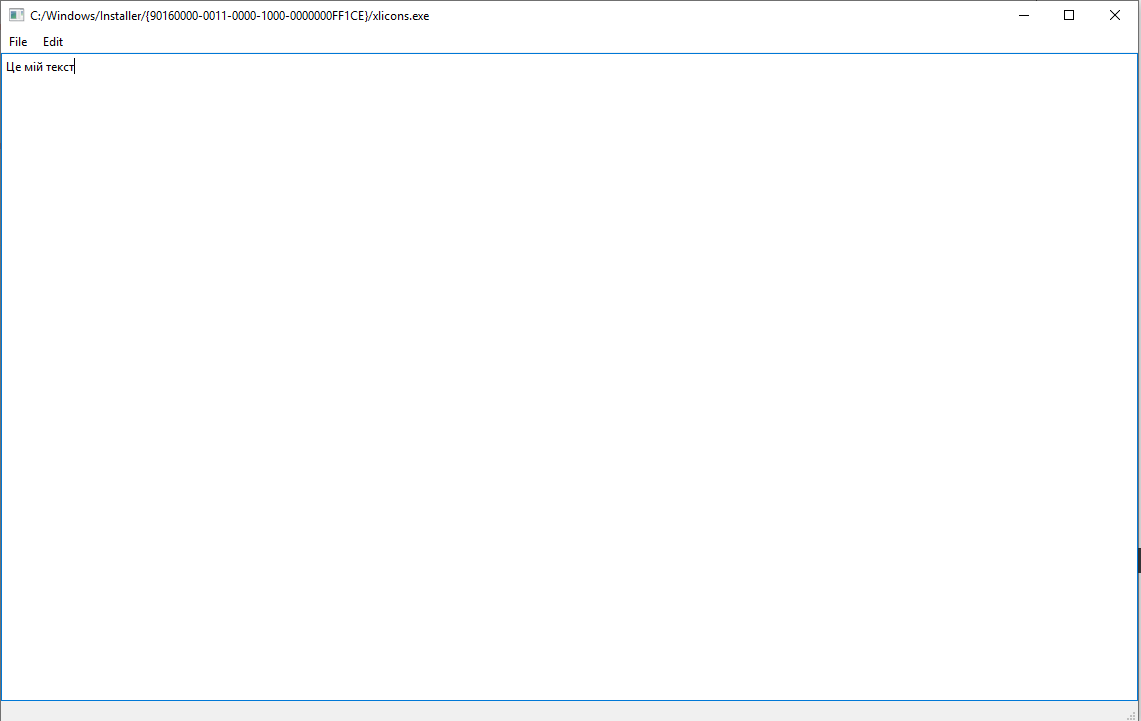 C:/Windows/Installer/{90160000-0011-0000-1000-0000000FF1CE}/xlicons.exe
File Edit
Це мій текст